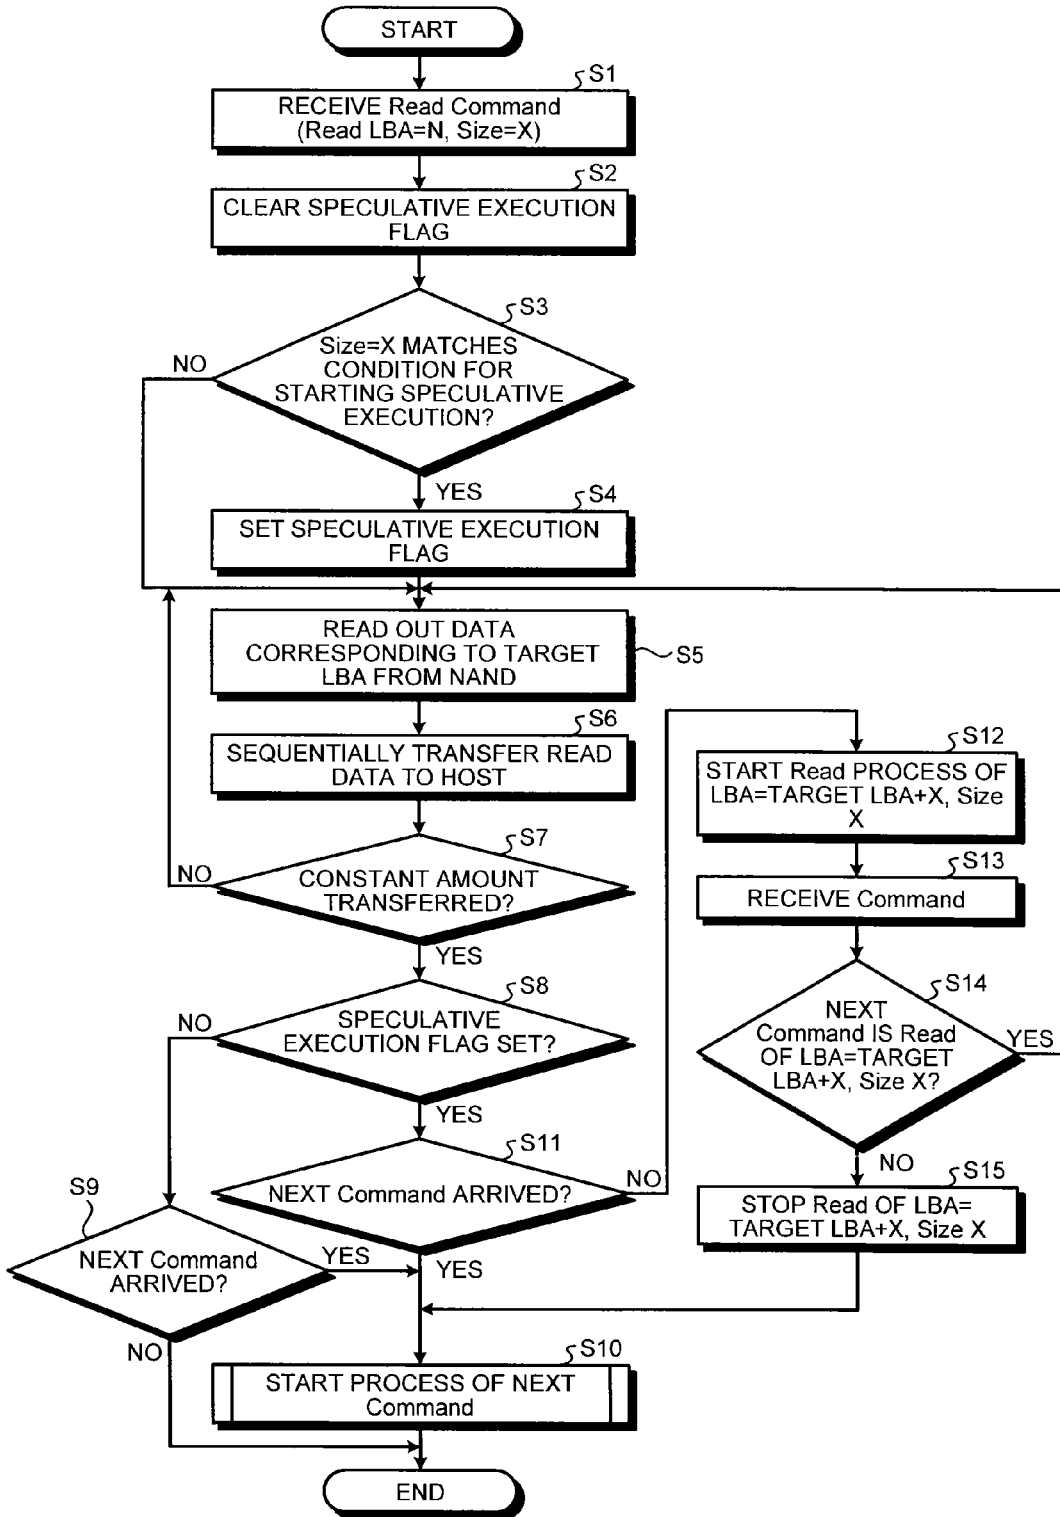 START
S1
RECEIVE Read Command
(Read LBA=N, Size=X)
S2
CLEAR SPECULATIVE EXECUTION
FLAG
S3
Size=X MATCHES
CONDITION FOR
STARTING SPECULATIVE
EXECUTION?
NO
YES
S4
SET SPECULATIVE EXECUTION
FLAG
READ OUT DATA
CORRESPONDING TO TARGET
LBA FROM NAND
S5
S6
SEQUENTIALLY TRANSFER READ
DATA TO HOST
S7
CONSTANT AMOUNT
TRANSFERRED?
NO
YES
S8
SPECULATIVE
EXECUTION FLAG SET?
NO
YES
S11
NEXT Command ARRIVED?
NO
YES
S9
NEXT Command
ARRIVED?
YES
NO
S12
START Read PROCESS OF
LBA=TARGET LBA+X, Size
X
S13
RECEIVE Command
S14
NEXT
Command IS Read
OF LBA=TARGET
LBA+X, Size X?
YES
NO
S15
STOP Read OF LBA=
TARGET LBA+X, Size X
S10
START PROCESS OF NEXT
Command
END